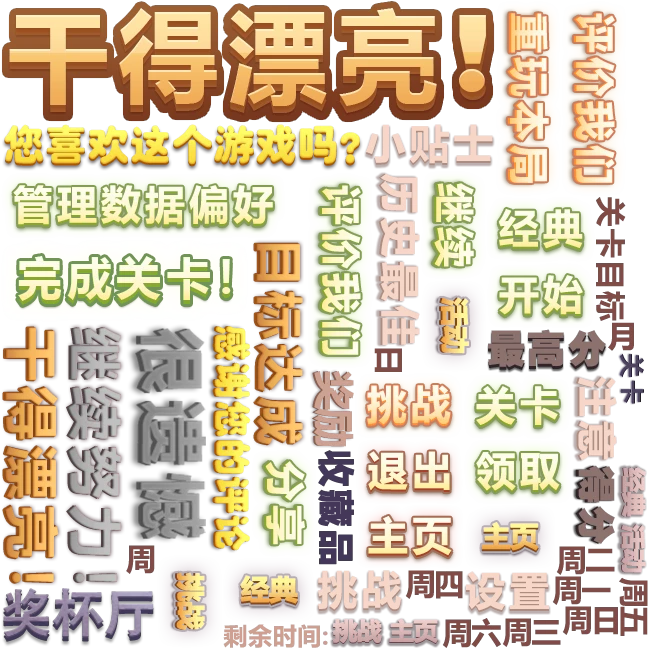 干得漂亮!
重玩本局
评价我们
您喜欢这个游戏吗?
小贴士
管理数据偏好
评价我们
历史最佳
继续
经典
关卡目标
完成关卡!
目标达成
开始
活动
最高分
月
日
关卡
干得漂亮!
继续努力!
很遗憾
感谢您的评论
奖励
挑战
关卡
注意
分享
收藏品
退出
领取
得分
经典
活动
主页
主页
周
周二
奖杯厅
挑战
经典
挑战
周四
设置
周一
周五
剩余时间:
挑战
主页
周六
周三
周日